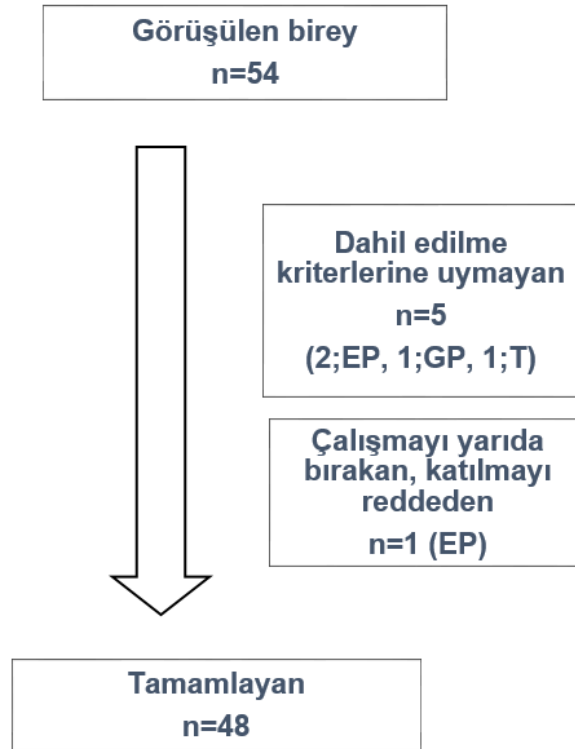 Görüşülen birey
n=54
Dahil edilme
kriterlerine uymayan
n=5
(2;EP, 1;GP, 1;T)
Çalışmayı yarıda
bırakan, katılmayı
reddeden
n=1 (EP)
Tamamlayan
n=48